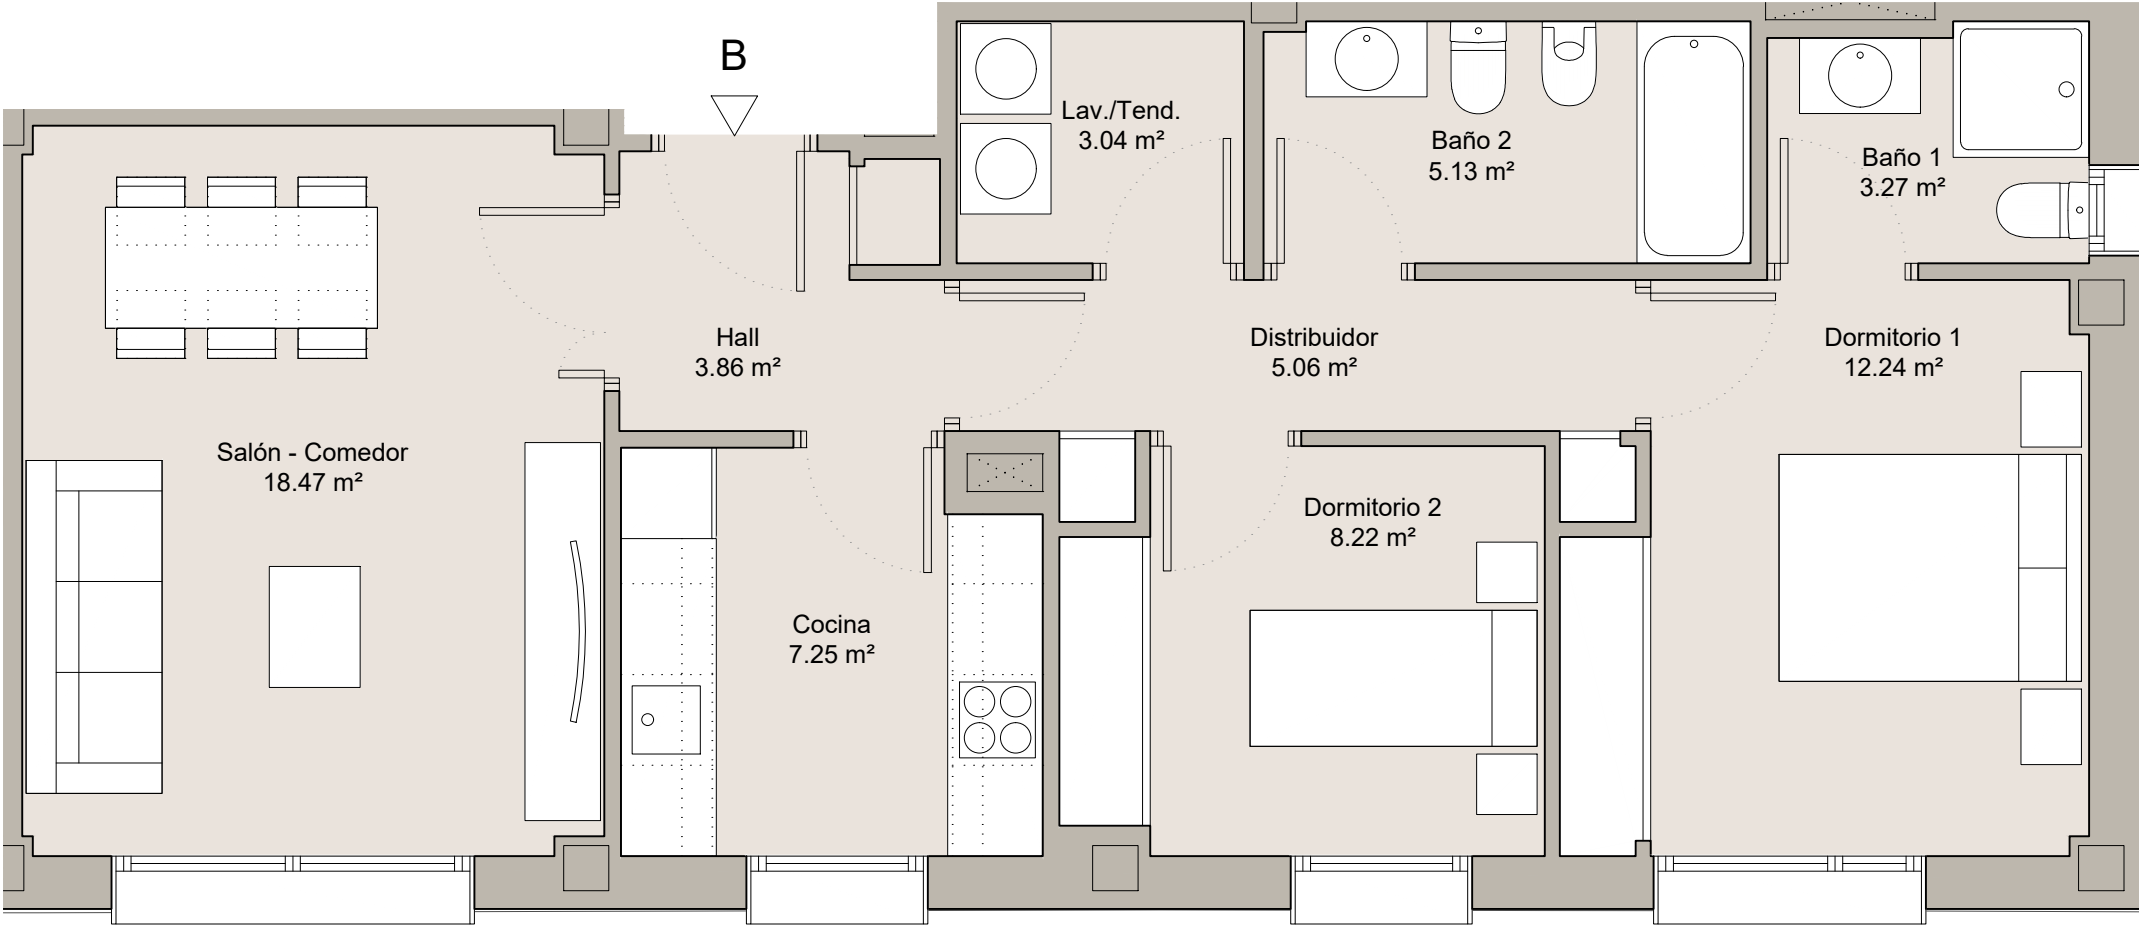 B
Lav./Tend.
3.04 m²
Baño 2
5.13 m²
Baño 1
3.27 m²
Hall
3.86 m²
Distribuidor
5.06 m²
Dormitorio 1
12.24 m²
Salón - Comedor
18.47 m²
Dormitorio 2
8.22 m²
Cocina
7.25 m²